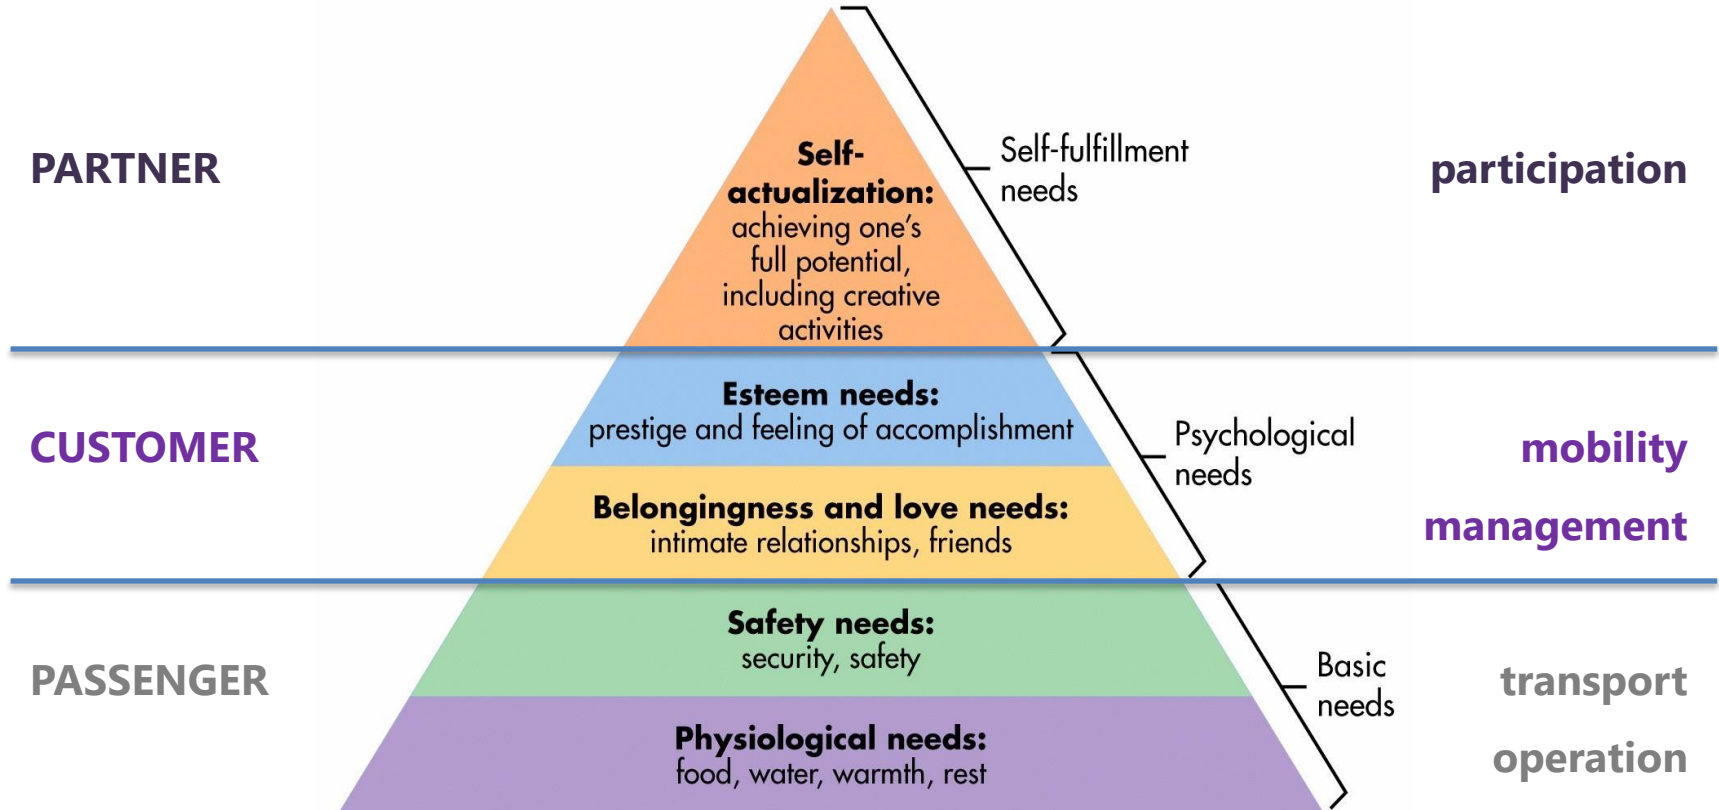 PARTNER
Self-
actualization:
achieving one's
full potential,
including creative
activities
Self-fulfillment
needs
participation
CUSTOMER
Esteem needs:
prestige and feeling of accomplishment
Belongingness and love needs:
intimate relationships, friends
Psychological
needs
mobility
management
PASSENGER
Safety needs:
security, safety
Physiological needs:
food, water, warmth, rest
Basic
needs
transport
operation